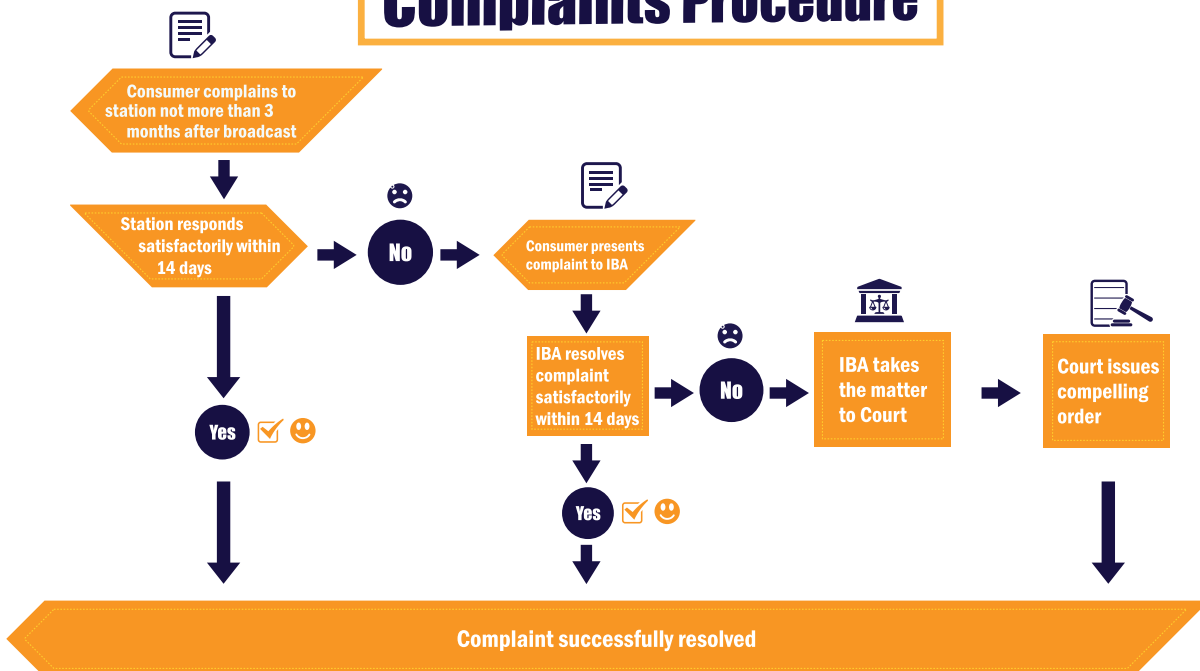 Complaints Procedure
Consumer complains to
station not more than 3
months after broadcast
Station responds
satisfactorily within
14 days
No
Consumer presents
complaint to IBA
Yes
IBA resolves
complaint
satisfactorily
within 14 days
No
IBA takes
the matter
to Court
Court issues
compelling
order
Yes
Complaint successfully resolved